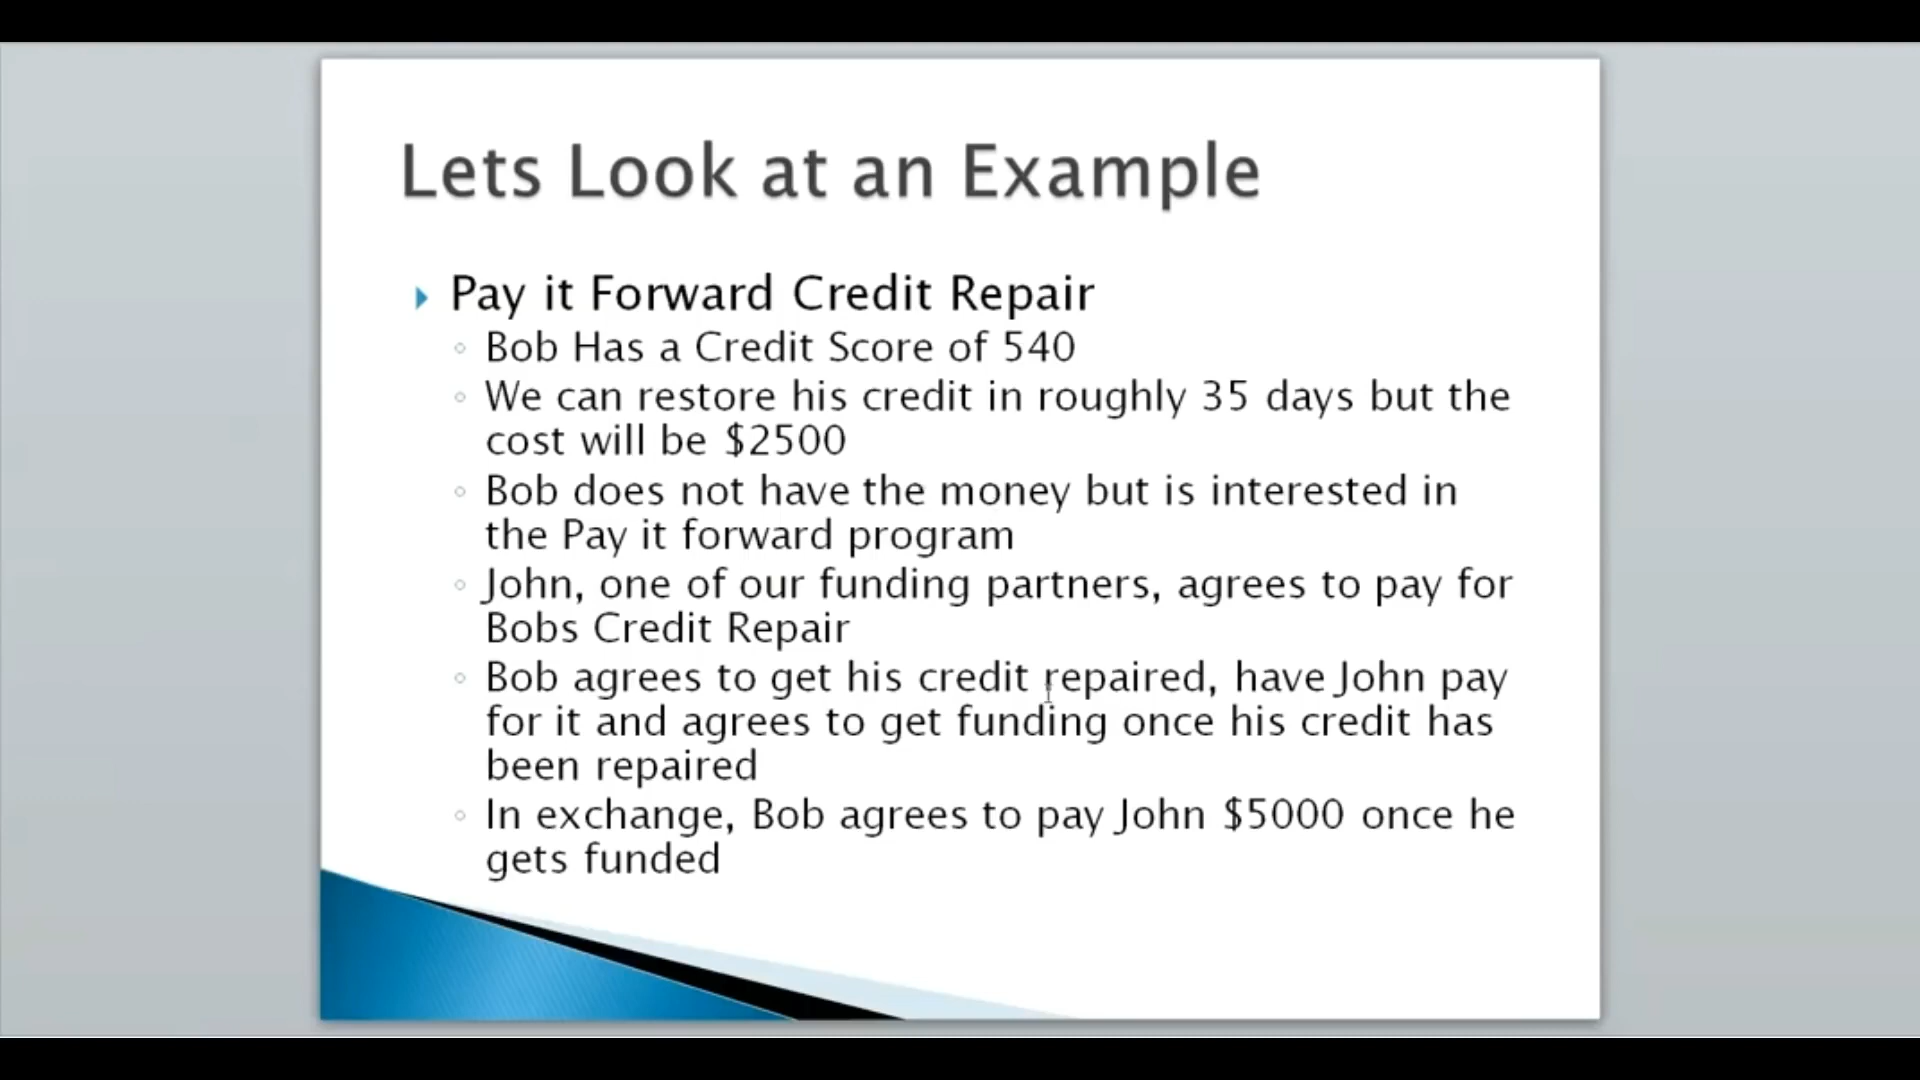 Lets Look at an Example
Pay it Forward Credit Repair
Bob Has a Credit Score of 540
We can restore his credit in roughly 35 days but the
cost will be $2500
Bob does not have the money but is interested in
the Pay it forward program
John, one of our funding partners, agrees to pay for
Bobs Credit Repair
Bob agrees to get his credit repaired, have John pay
for it and agrees to get funding once his credit has
been repaired
In exchange, Bob agrees to pay John $5000 once he
gets funded